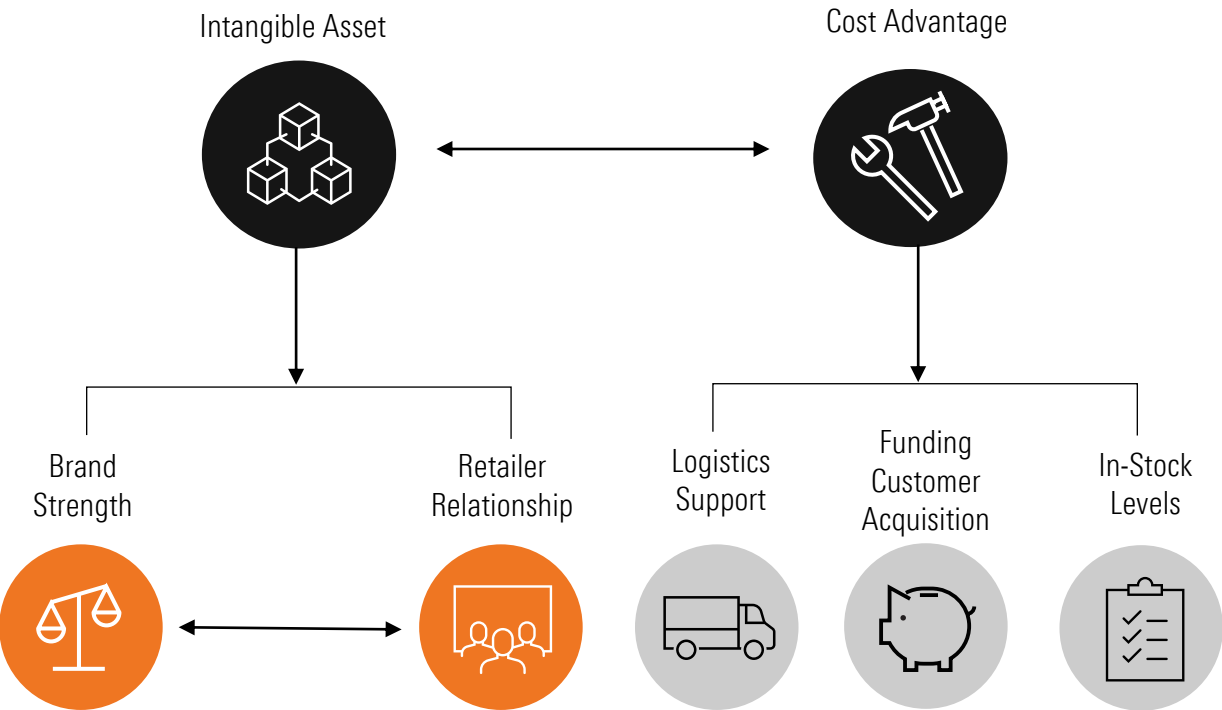 Intangible Asset
Cost Advantage
Brand
Strength
Retailer
Relationship
Logistics
Support
Funding
Customer
Acquisition
In-Stock
Levels